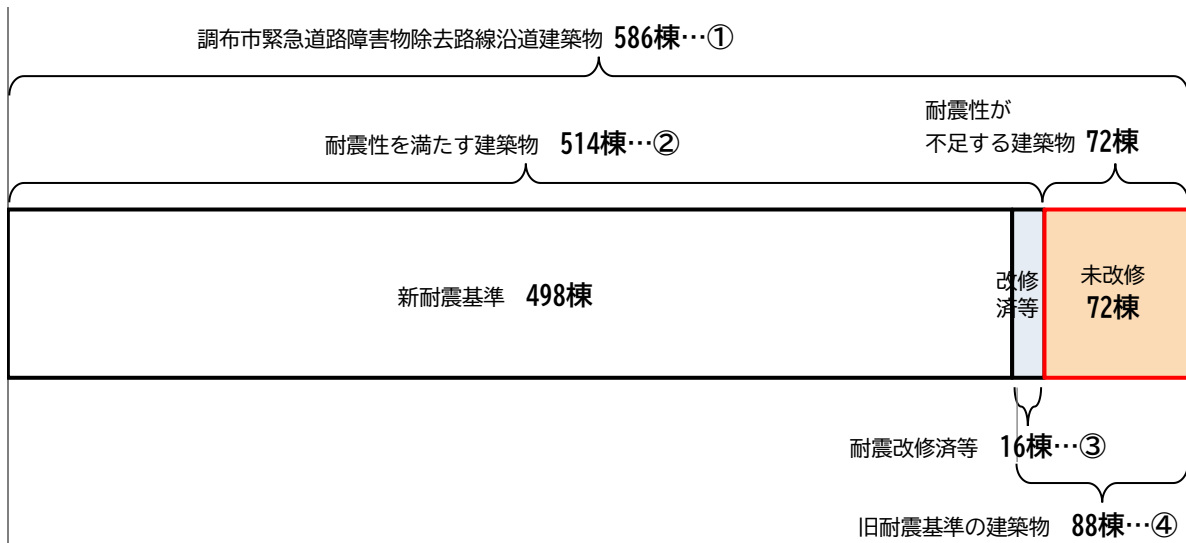 調布市緊急道路障害物除去路線沿道建築物 586棟…①
耐震性が
不足する建築物 72棟
耐震性を満たす建築物 514棟…②
新耐震基準 498棟
改修
済等
未改修
72棟
耐震改修済等 16棟…③
旧耐震基準の建築物 88棟…④